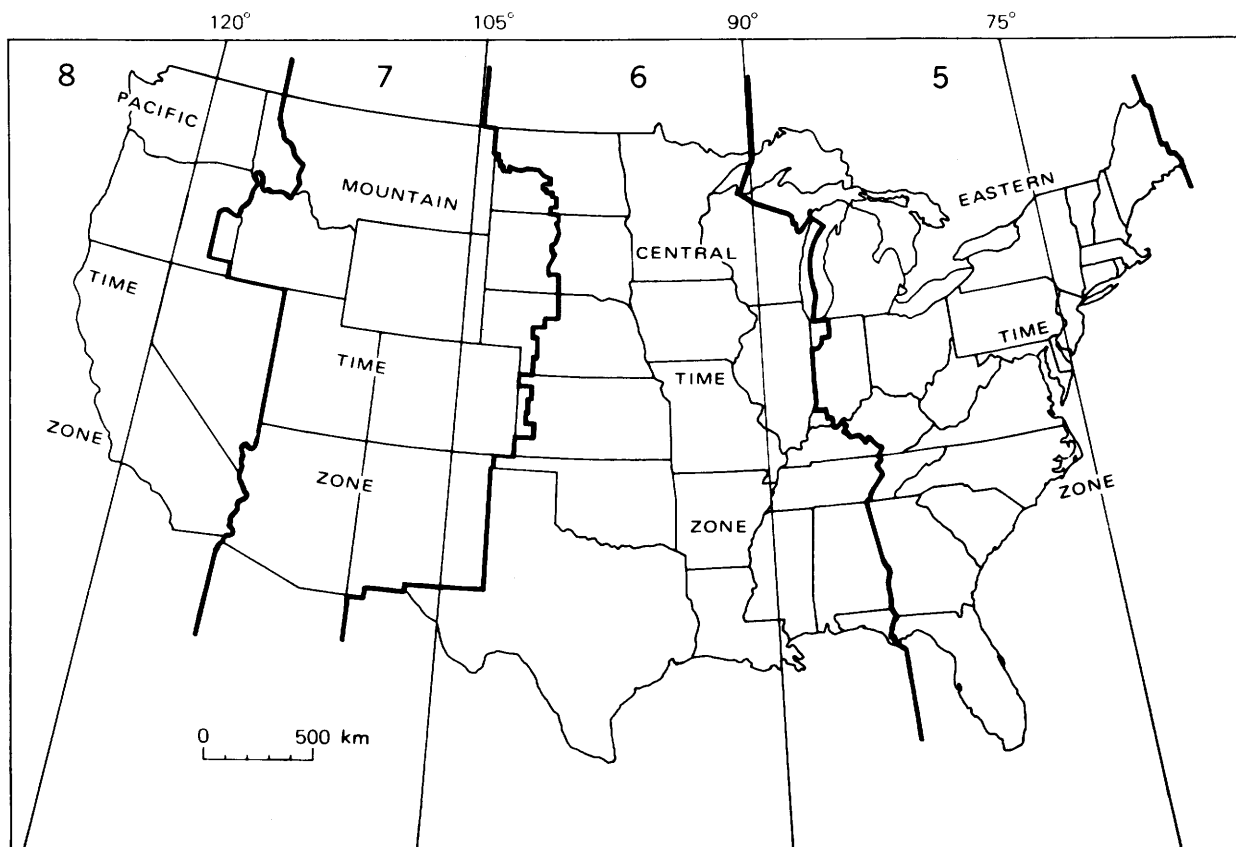 120° 105° 90° 75°
8 7 6 5
PACIFIC
TIME
ZONE
MOUNTAIN
TIME
ZONE
CENTRAL
TIME
ZONE
EASTERN
TIME
ZONE
0 500 km